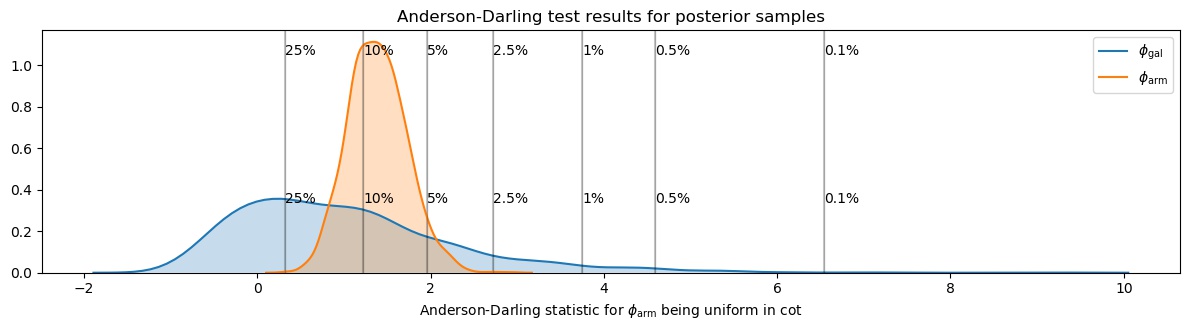 Anderson-Darling test results for posterior samples
25% 10% 5% 2.5% 1% 0.5% 0.1%
ϕgal
ϕarm
1.0
0.8
0.6
0.4
25% 10% 5% 2.5% 1% 0.5% 0.1%
0.2
0.0
−2 0 2 4 6 8 10
Anderson-Darling statistic for ϕarm being uniform in cot